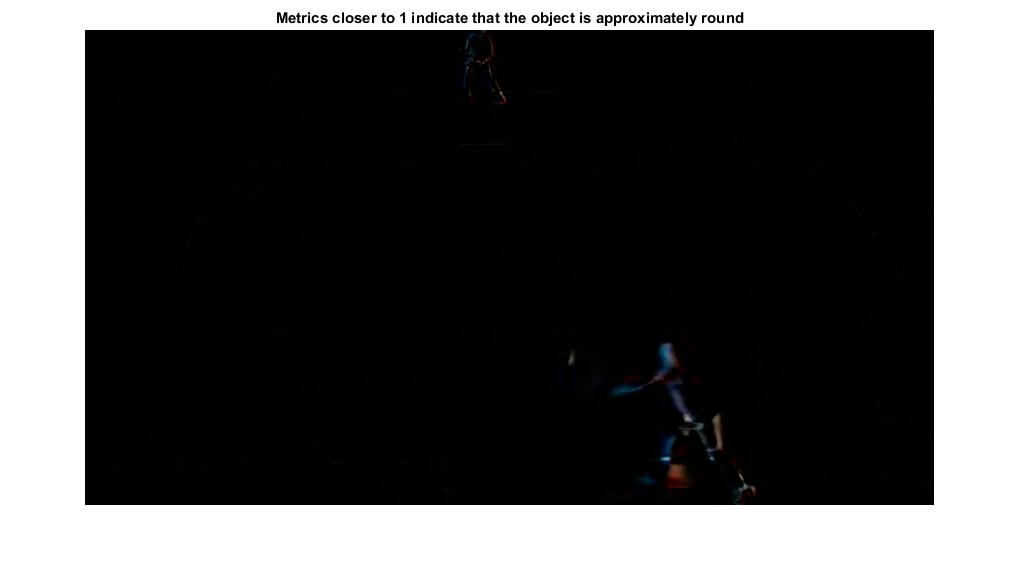 Metrics closer to 1 indicate that the object is approximately round